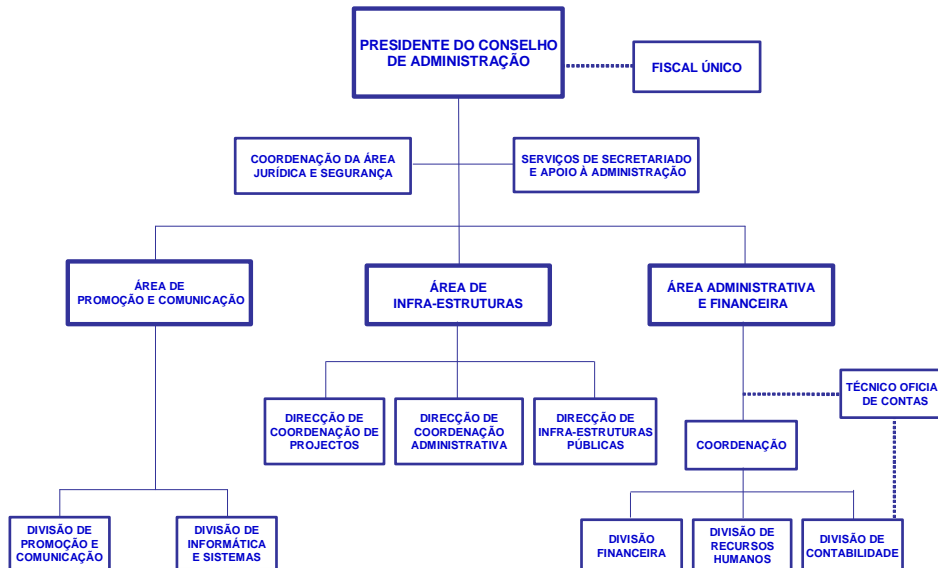 PRESIDENTE DO CONSELHO
DE ADMINISTRAÇÃO
FISCAL ÚNICO
COORDENAÇÃO DA ÁREA
JURÍDICA E SEGURANÇA
SERVIÇOS DE SECRETARIADO
E APOIO À ADMINISTRAÇÃO
ÁREA DE
PROMOÇÃO E COMUNICAÇÃO
ÁREA DE
INFRA-ESTRUTURAS
ÁREA ADMINISTRATIVA
E FINANCEIRA
TÉCNICO OFICIA
DE CONTAS
DIRECÇÃO DE
COORDENAÇÃO DE
PROJECTOS
DIRECÇÃO DE
COORDENAÇÃO
ADMINISTRATIVA
DIRECÇÃO DE
INFRA-ESTRUTURAS
PÚBLICAS
COORDENAÇÃO
DIVISÃO DE
PROMOÇÃO E
COMUNICAÇÃO
DIVISÃO DE
INFORMÁTICA
E SISTEMAS
DIVISÃO
FINANCEIRA
DIVISÃO DE
RECURSOS
HUMANOS
DIVISÃO DE
CONTABILIDADE